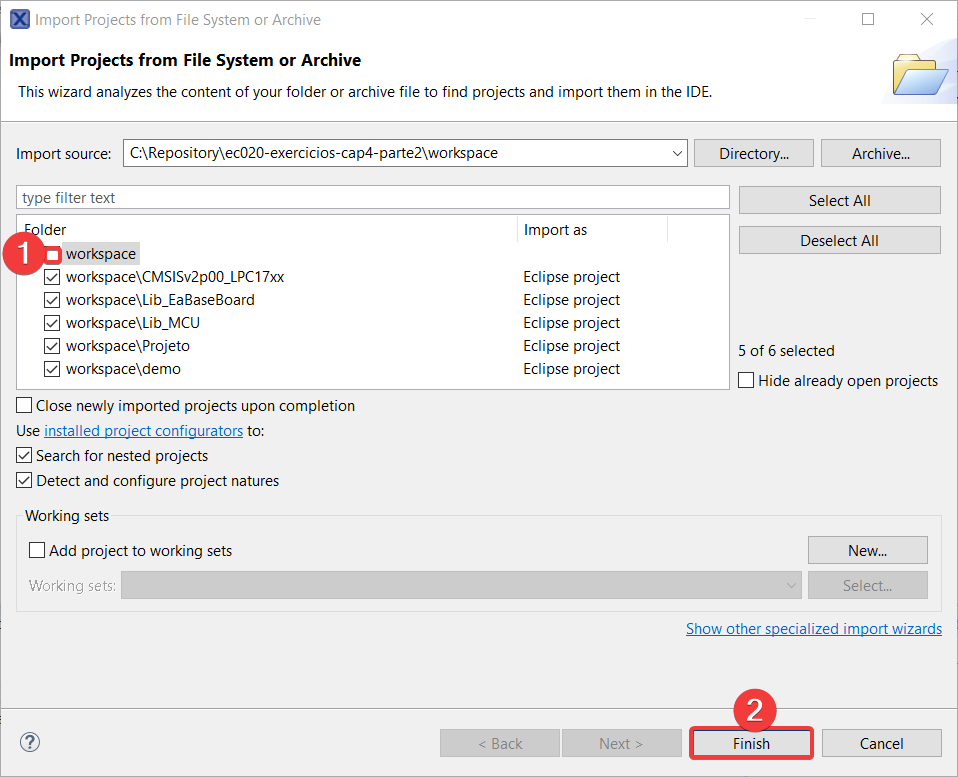 Import Projects from File System or Archive
Import Projects from File System or Archive
This wizard analyzes the content of your folder or archive file to find projects and import them in the IDE.
Import source: C:\Repository\ec020-exercicios-cap4-parte2\workspace Directory... Archive...
type filter text Select All
Folder Import as
Deselect All
1 workspace
workspace\CMSISv2p00_LPC17xx Eclipse project
workspace\Lib_EaBaseBoard Eclipse project
workspace\Lib_MCU Eclipse project
workspace\Projeto Eclipse project
5 of 6 selected
workspace\demo Eclipse project
Hide already open projects
Close newly imported projects upon completion
Use installed project configurators to:
Search for nested projects
Detect and configure project natures
Working sets
Add project to working sets New...
Working sets: Select...
Show other specialized import wizards
2
? < Back Next > Finish Cancel